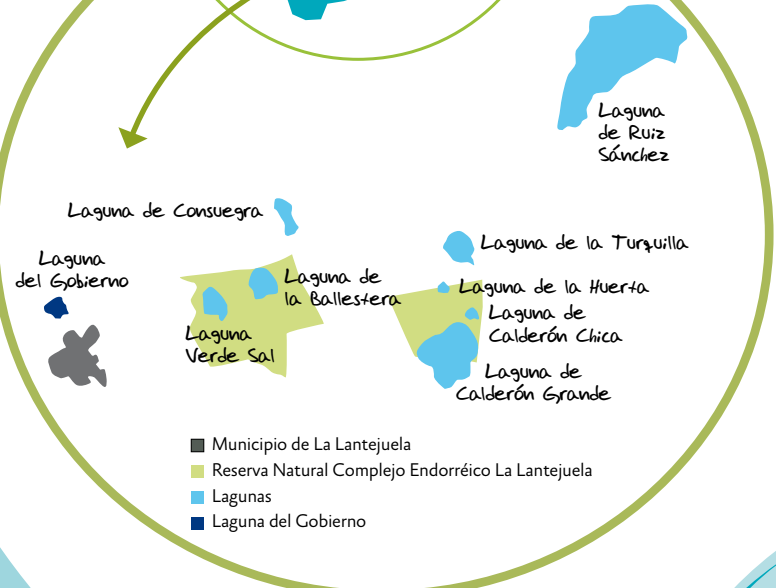 Laguna
de Ruiz
Sánchez
Laguna de Consuegra
Laguna de la Turquilla
Laguna
del Gobierno
Laguna de
la Ballestera
Laguna de la Huerta
Laguna de
Calderón Chica
Laguna
Verde Sal
Laguna de
Calderón Grande
Municipio de La Lantejuela
Reserva Natural Complejo Endorréico La Lantejuela
Lagunas
Laguna del Gobierno